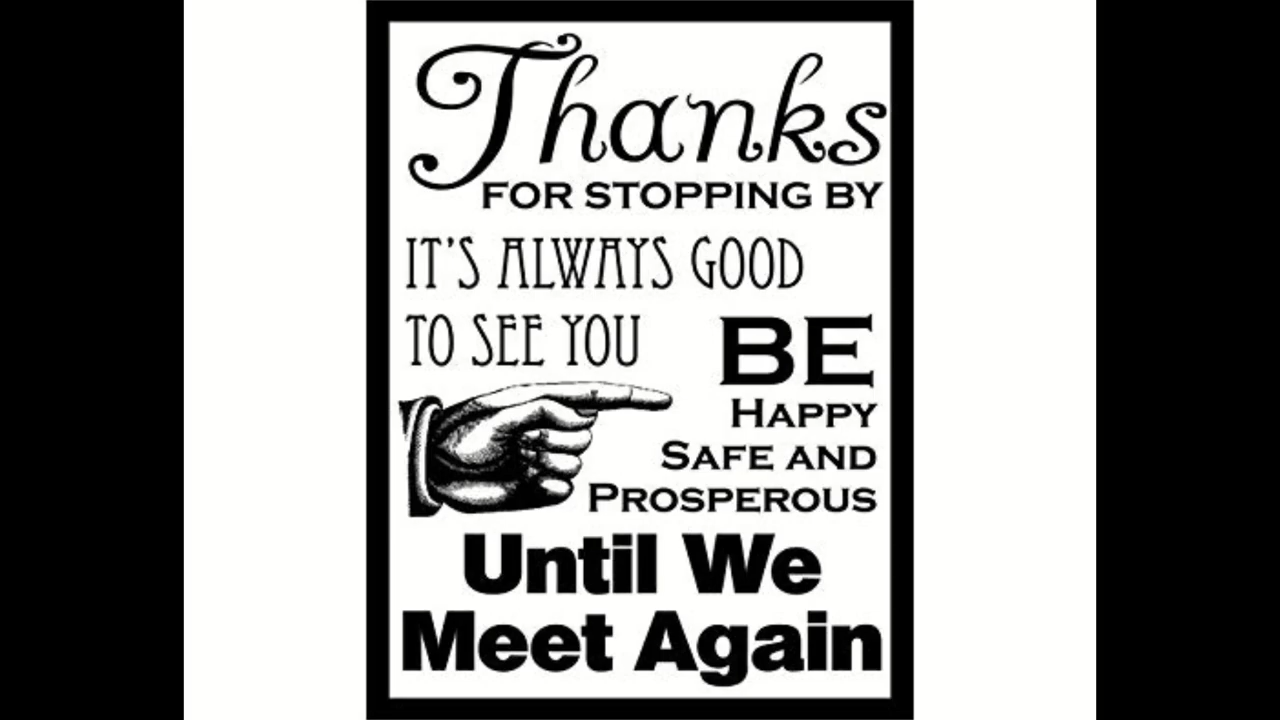 Thanks
FOR STOPPING BY
IT'S ALWAYS GOOD
TO SEE YOU
BE
HAPPY
SAFE AND
PROSPEROUS
Until We
Meet Again